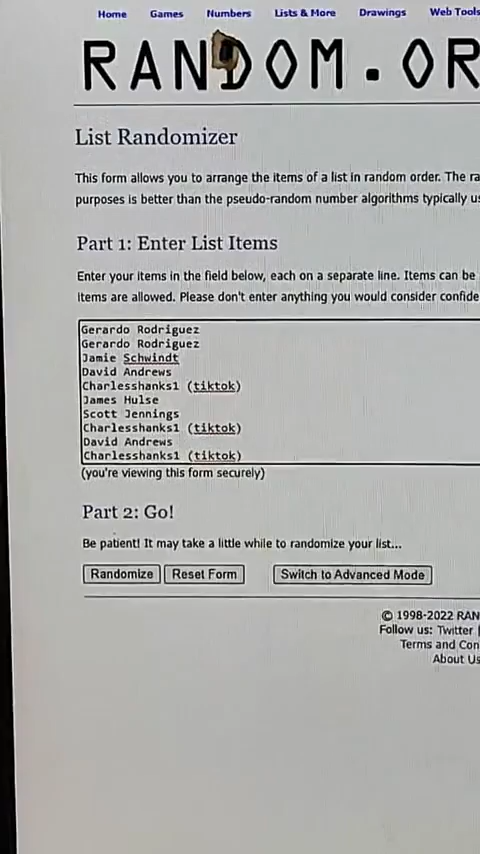 Home Games Numbers Lists & More Drawings Web Tools
RANDOM.OR
List Randomizer
This form allows you to arrange the items of a list in random order. The ra
purposes is better than the pseudo-random number algorithms typically us
Part 1: Enter List Items
Enter your items in the field below, each on a separate line. Items can be
items are allowed. Please don't enter anything you would consider confide
Gerardo Rodriguez
Gerardo Rodriguez
Jamie Schwindt
David Andrews
Charlesshanks1 (tiktok)
James Hulse
Scott Jennings
Charlesshanks1 (tiktok)
David Andrews
Charlesshanks1 (tiktok)
(you're viewing this form securely)
Part 2: Go!
Be patient! It may take a little while to randomize your list...
Randomize Reset Form Switch to Advanced Mode
© 1998-2022 RAN
Follow us: Twitter |
Terms and Con
About Us